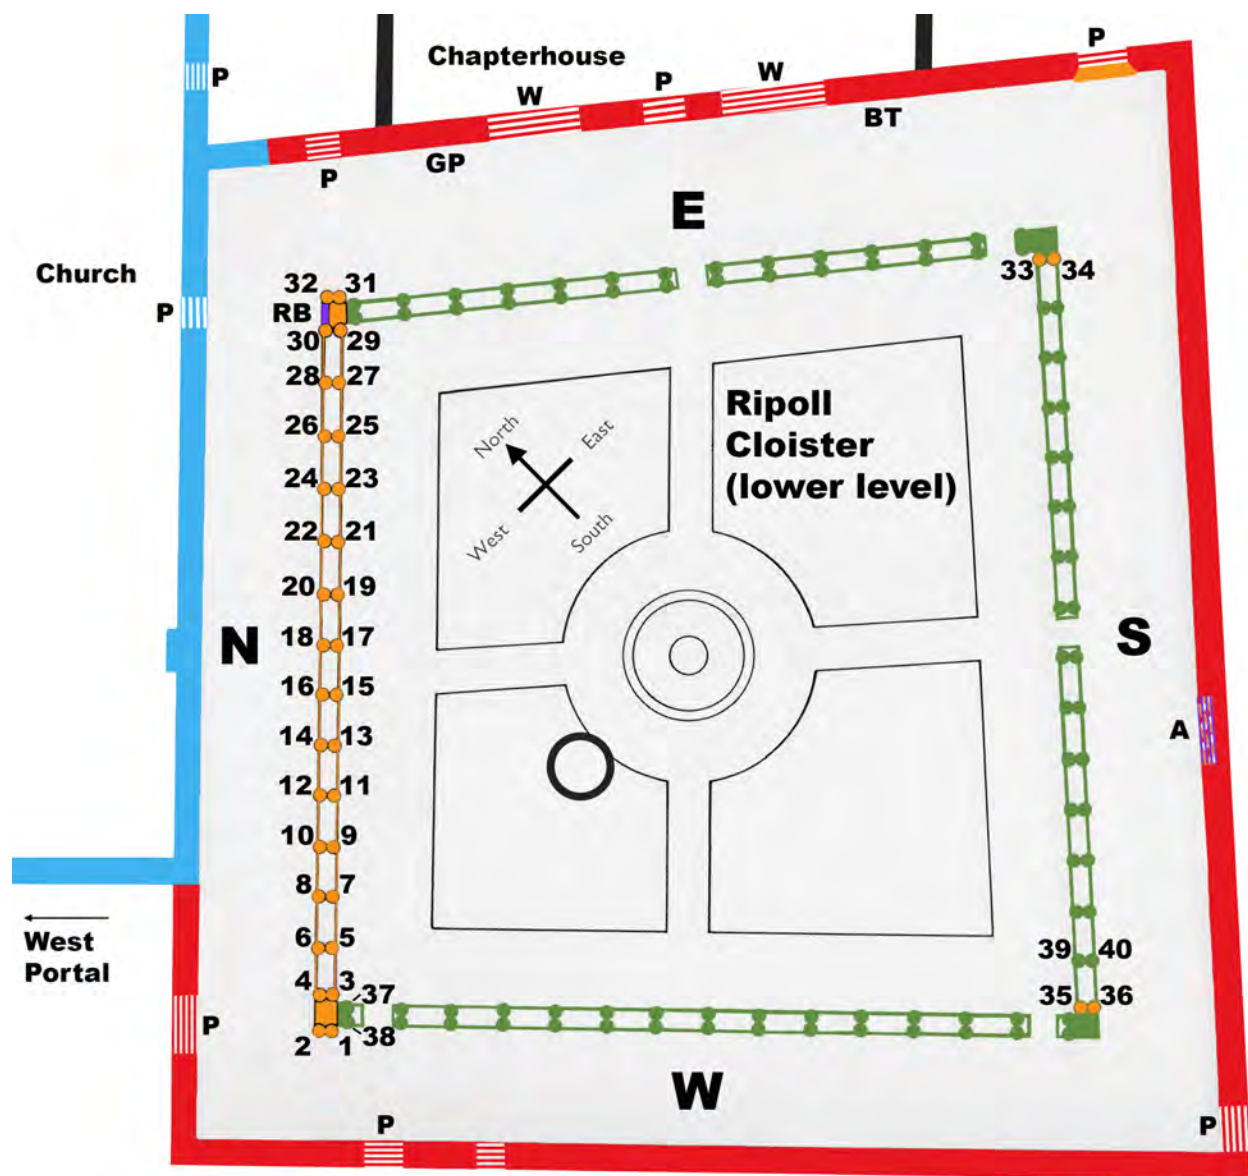 P
Chapterhouse
P
W
P
W
BT
GP
P
E
Church
32 31
33 34
P
RB
30 29
28 27
Ripoll
Cloister
(lower level)
North
East
West
South
26 25
24 23
22 21
20 19
N
18 17
S
16 15
14 13
A
12 11
10 9
8 7
West
Portal
6 5
39 40
4 3
37
35 36
P
38
2 1
W
P
P